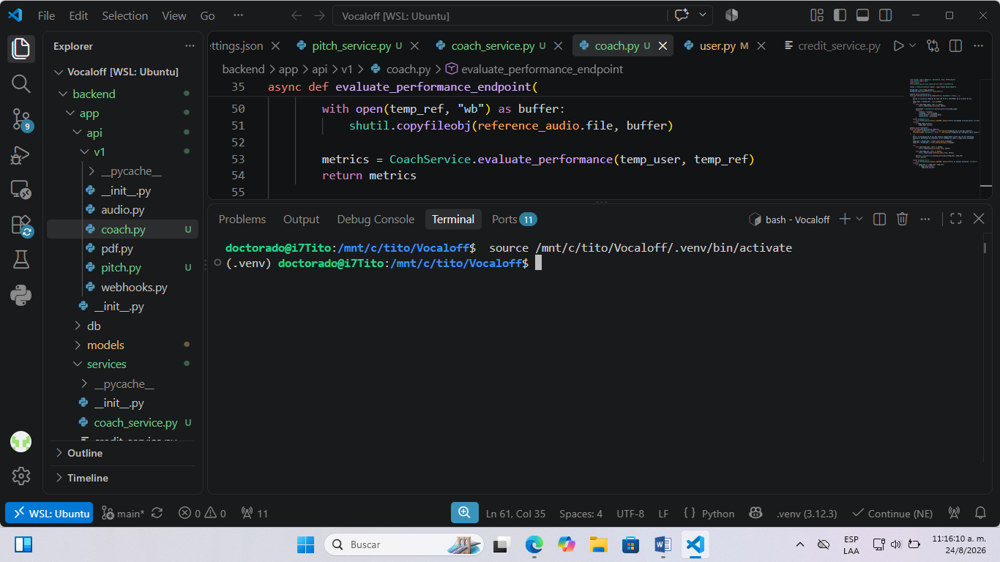 File Edit Selection View Go ··· Vocaloff [WSL: Ubuntu]
Explorer ···
Vocaloff [WSL: Ubuntu]
backend
app
api
v1
__pycache__
__init__.py
audio.py
coach.py U
pdf.py
pitch.py U
webhooks.py
__init__.py
db
models
services
__pycache__
__init__.py
coach_service.py U
credit_service.py
Outline
Timeline
9
ettings.json pitch_service.py U coach_service.py U coach.py U user.py M credit_service.py ···
backend > app > api > v1 > coach.py > evaluate_performance_endpoint
35 async def evaluate_performance_endpoint(
50 with open(temp_ref, "wb") as buffer:
51 shutil.copyfileobj(reference_audio.file, buffer)
52
53 metrics = CoachService.evaluate_performance(temp_user, temp_ref)
54 return metrics
55
Problems Output Debug Console Terminal Ports 11 bash - Vocaloff ···
doctorado@i7Tito:/mnt/c/tito/Vocaloff$ source /mnt/c/tito/Vocaloff/.venv/bin/activate
(.venv) doctorado@i7Tito:/mnt/c/tito/Vocaloff$
WSL: Ubuntu main* 0 0 11 Ln 61, Col 35 Spaces: 4 UTF-8 LF {} Python .venv (3.12.3) Continue (NE)
Buscar
ESP
LAA
11:16:10 a. m.
24/8/2026